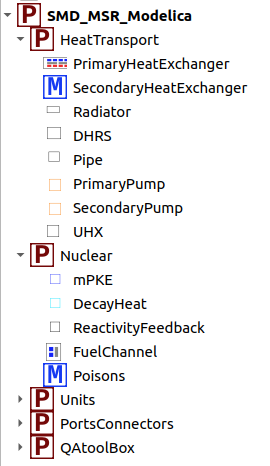 P SMD_MSR_Modelica
P HeatTransport
PrimaryHeatExchanger
M SecondaryHeatExchanger
Radiator
DHRS
Pipe
PrimaryPump
SecondaryPump
UHX
P Nuclear
mPKE
DecayHeat
ReactivityFeedback
FuelChannel
M Poisons
P Units
P PortsConnectors
P QAtoolBox